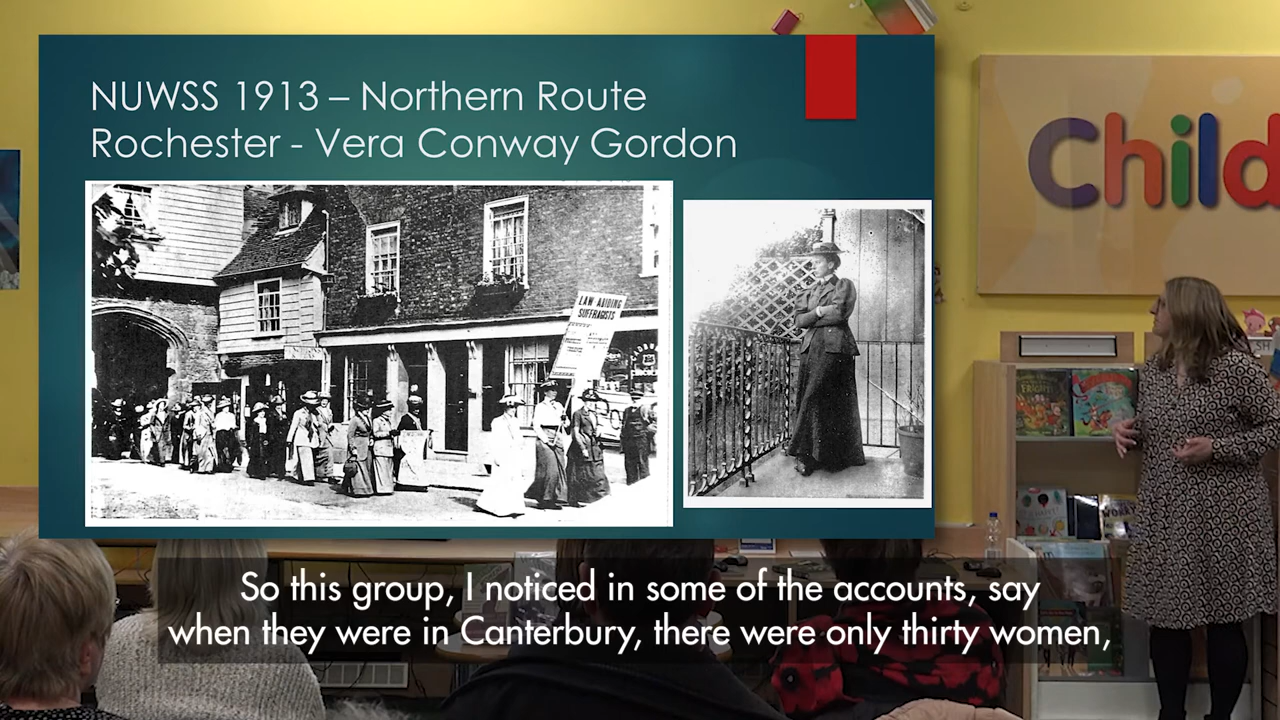 NUWSS 1913 – Northern Route
Rochester - Vera Conway Gordon
LAW ABIDING
SUFFRAGISTS
Child
So this group, I noticed in some of the accounts, say
when they were in Canterbury, there were only thirty women,